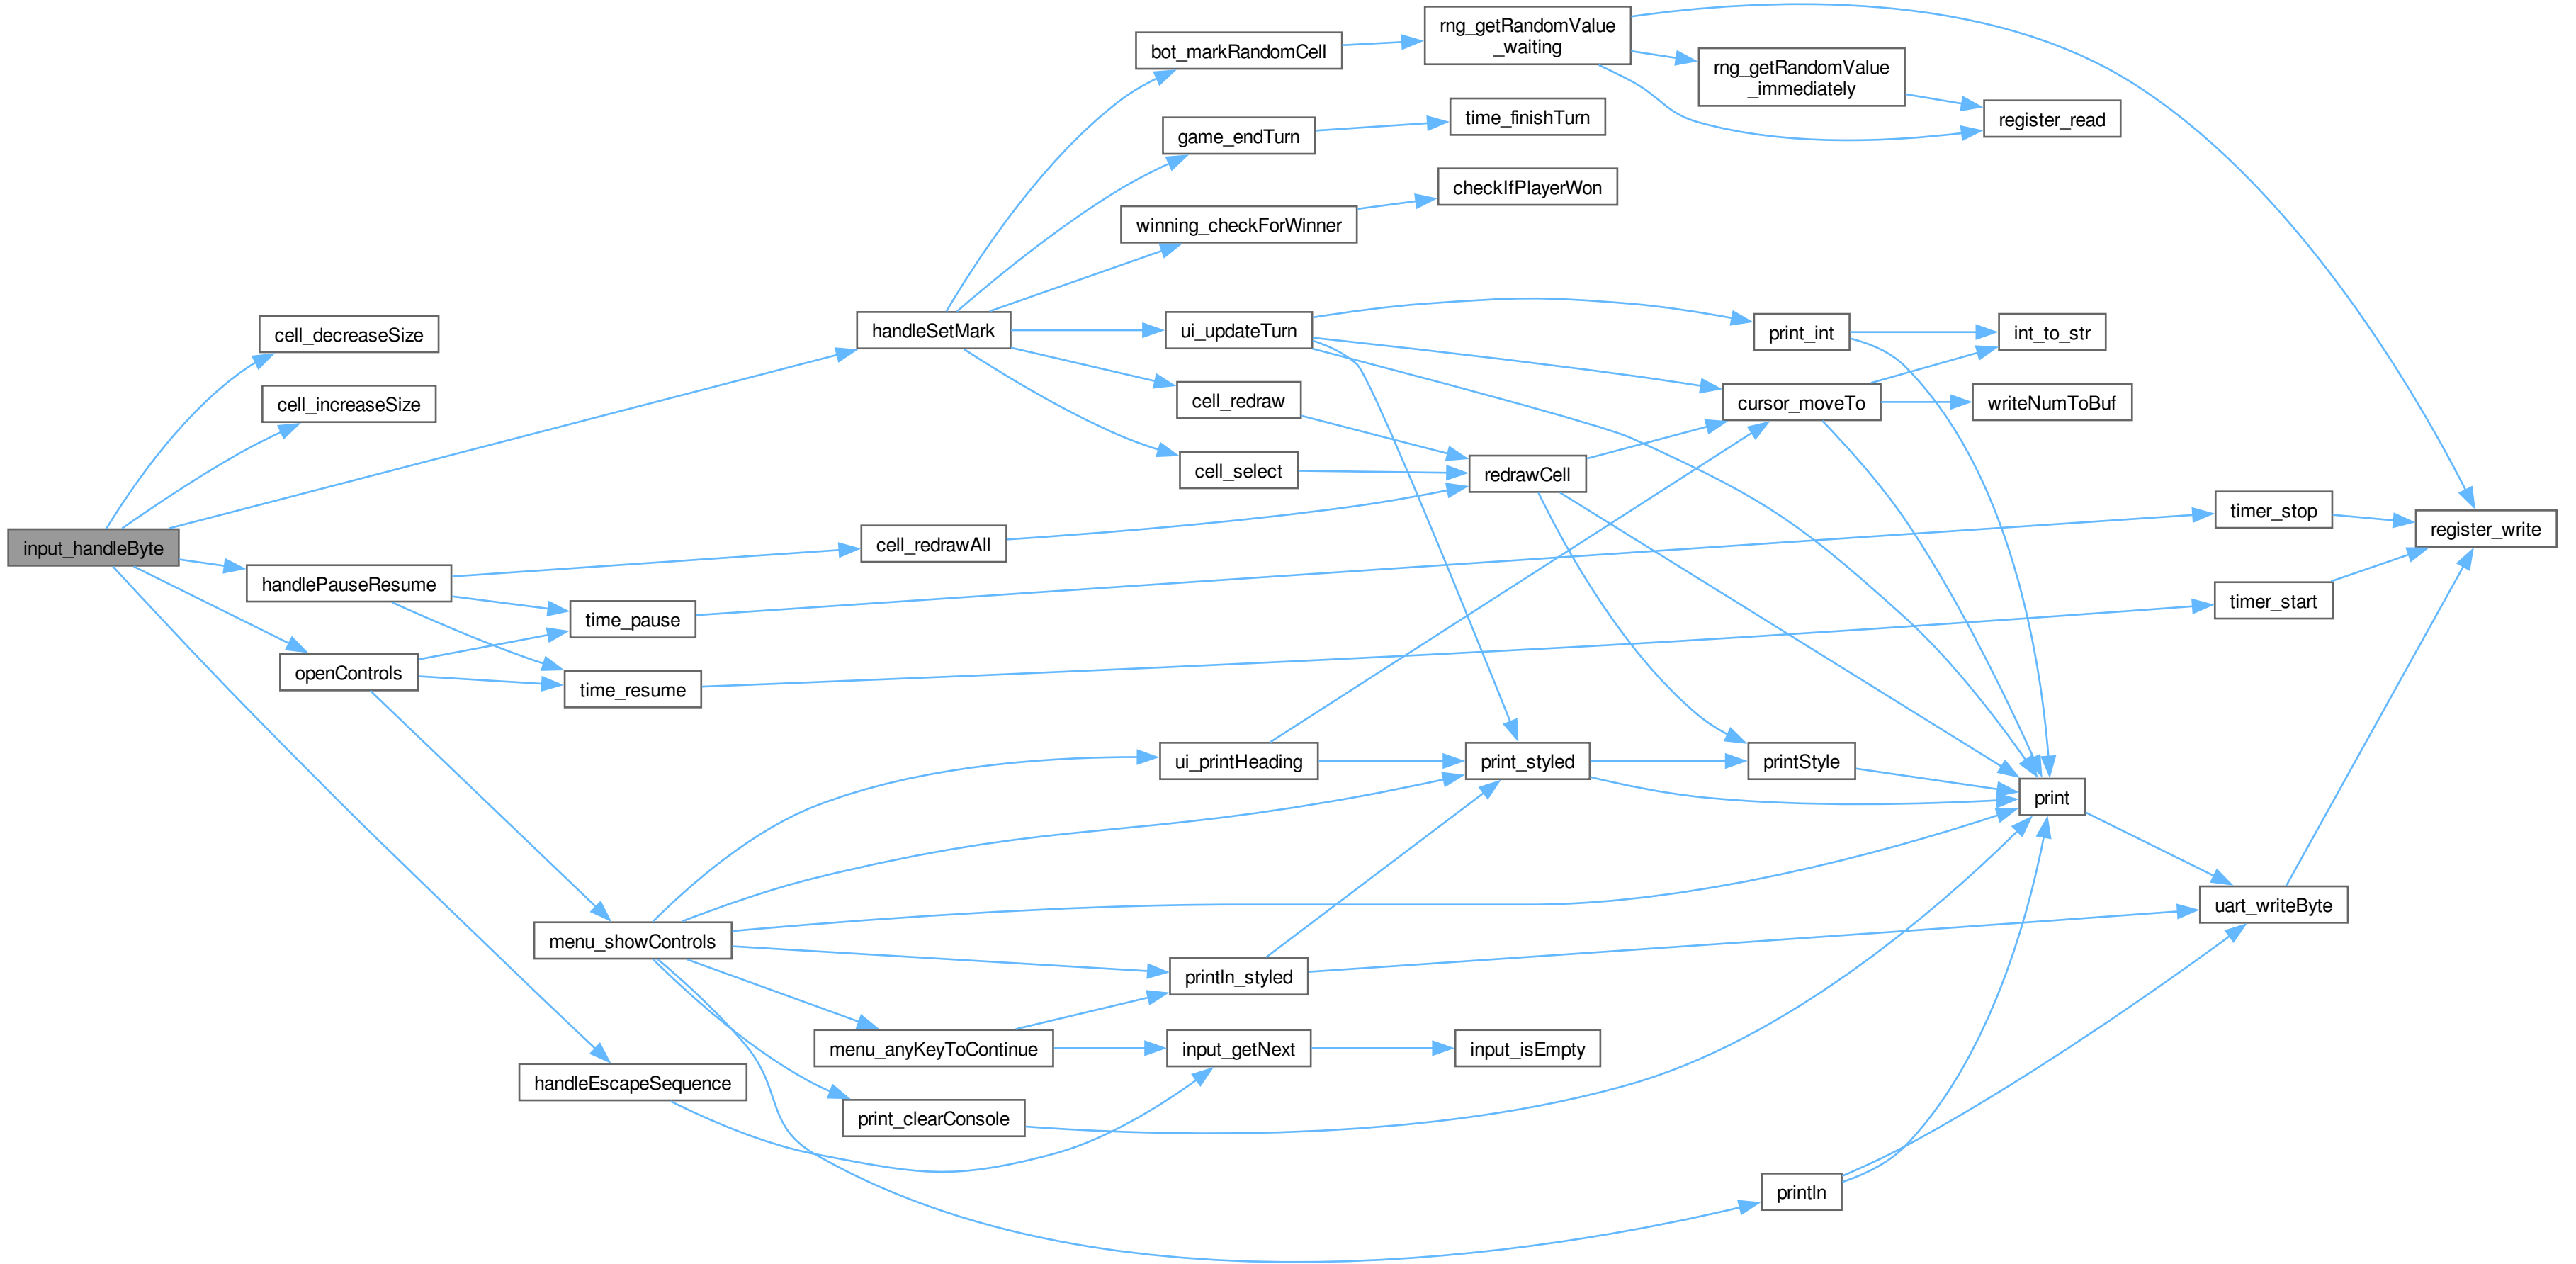 input_handleByte
cell_decreaseSize
cell_increaseSize
handlePauseResume
openControls
handleEscapeSequence
time_pause
time_resume
menu_showControls
handleSetMark
cell_redrawAll
menu_anyKeyToContinue
print_clearConsole
bot_markRandomCell
game_endTurn
winning_checkForWinner
ui_updateTurn
cell_redraw
cell_select
ui_printHeading
println_styled
input_getNext
rng_getRandomValue
_waiting
time_finishTurn
checkIfPlayerWon
redrawCell
print_styled
input_isEmpty
rng_getRandomValue
_immediately
print_int
cursor_moveTo
printStyle
println
register_read
int_to_str
writeNumToBuf
print
timer_stop
timer_start
uart_writeByte
register_write